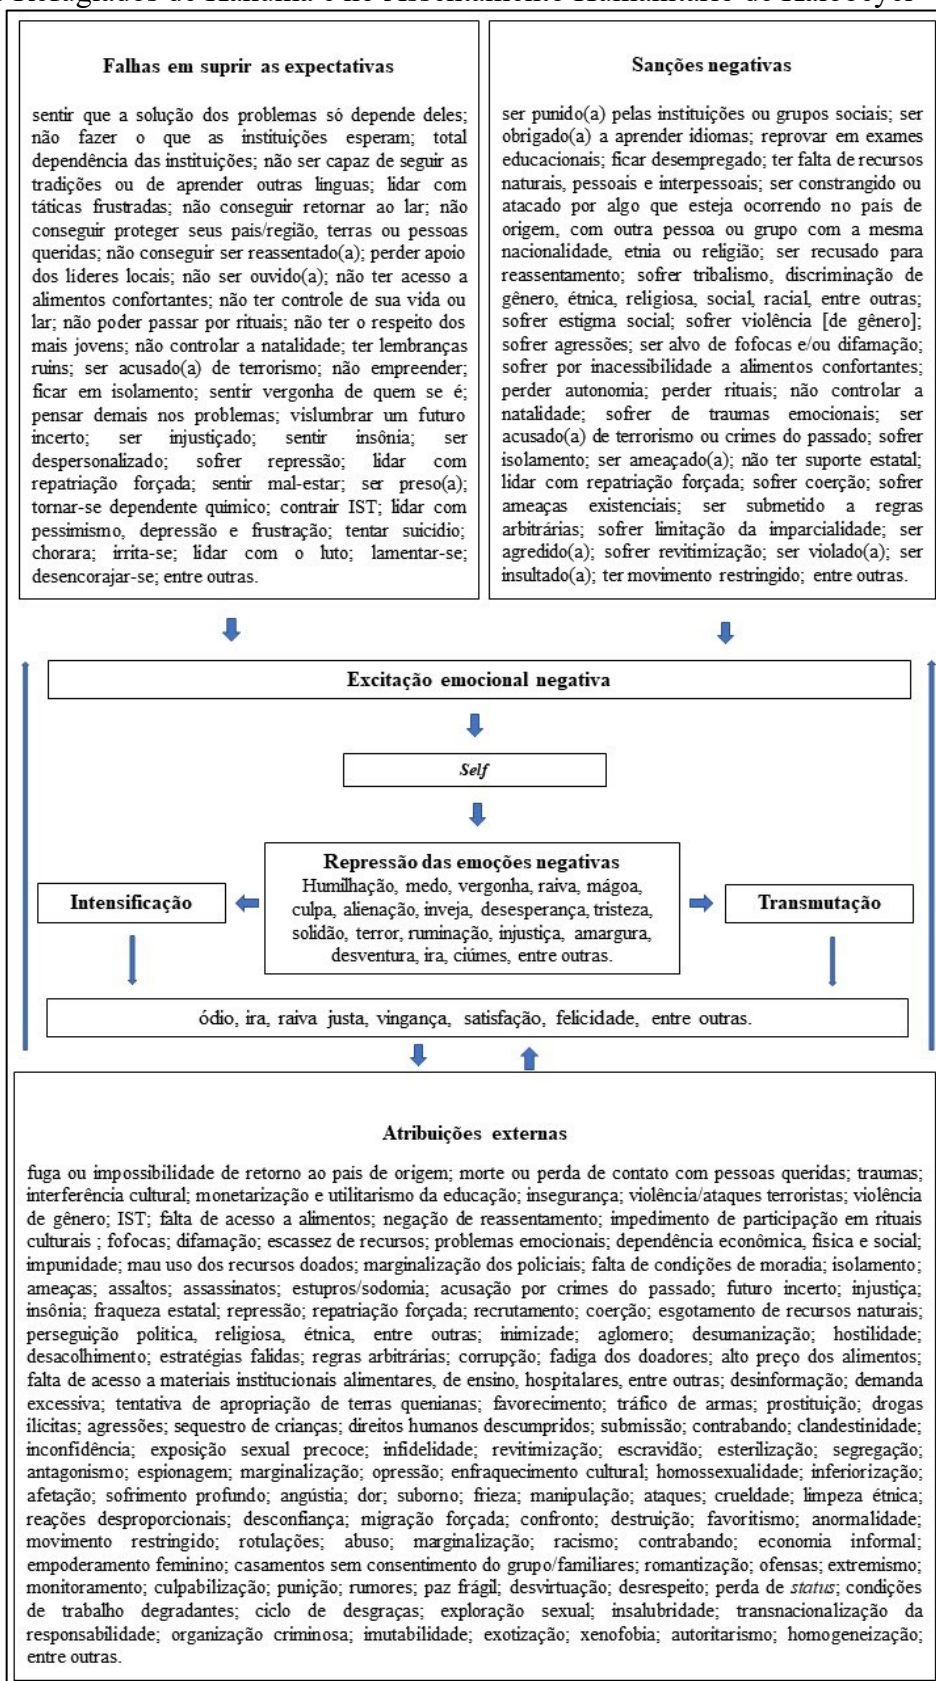 Refugiados de Kakuma e no Assentamento Humanitário de Kalobeyei
Falhas em suprir as expectativas
sentir que a solução dos problemas só depende deles;
não fazer o que as instituições esperam; total
dependência das instituições; não ser capaz de seguir as
tradições ou de aprender outras línguas; lidar com
táticas frustradas; não conseguir retornar ao lar; não
conseguir proteger seus país/região, terras ou pessoas
queridas; não conseguir ser reassentado(a); perder apoio
dos líderes locais; não ser ouvido(a); não ter acesso a
alimentos confortantes; não ter controle de sua vida ou
lar; não poder passar por rituais; não ter o respeito dos
mais jovens; não controlar a natalidade; ter lembranças
ruins; ser acusado(a) de terrorismo; não empreender;
ficar em isolamento; sentir vergonha de quem se é;
pensar demais nos problemas; vislumbrar um futuro
incerto; ser injustiçado; sentir insônia; ser
despersonalizado; sofrer repressão; lidar com
repatriação forçada; sentir mal-estar; ser preso(a);
tornar-se dependente químico; contrair IST; lidar com
pessimismo, depressão e frustração; tentar suicídio;
chorara; irrita-se; lidar com o luto; lamentar-se;
desencorajar-se; entre outras.
Sanções negativas
ser punido(a) pelas instituições ou grupos sociais; ser
obrigado(a) a aprender idiomas; reprovar em exames
educacionais; ficar desempregado; ter falta de recursos
naturais, pessoais e interpessoais; ser constrangido ou
atacado por algo que esteja ocorrendo no país de
origem, com outra pessoa ou grupo com a mesma
nacionalidade, etnia ou religião; ser recusado para
reassentamento; sofrer tribalismo, discriminação de
gênero, étnica, religiosa, social, racial, entre outras;
sofrer estigma social; sofrer violência [de gênero];
sofrer agressões; ser alvo de fofocas e/ou difamação;
sofrer por inacessibilidade a alimentos confortantes;
perder autonomia; perder rituais; não controlar a
natalidade; sofrer de traumas emocionais; ser
acusado(a) de terrorismo ou crimes do passado; sofrer
isolamento; ser ameaçado(a); não ter suporte estatal;
lidar com repatriação forçada; sofrer coerção; sofrer
ameaças existenciais; ser submetido a regras
arbitrárias; sofrer limitação da imparcialidade; ser
agredido(a); sofrer revitimização; ser violado(a); ser
insultado(a); ter movimento restringido; entre outras.
Excitação emocional negativa
Self
Repressão das emoções negativas
Humilhação, medo, vergonha, raiva, mágoa,
culpa, alienação, inveja, desesperança, tristeza,
solidão, terror, ruminação, injustiça, amargura,
desventura, ira, ciúmes, entre outras.
Intensificação
Transmutação
ódio, ira, raiva justa, vingança, satisfação, felicidade, entre outras.
Atribuições externas
fuga ou impossibilidade de retorno ao país de origem; morte ou perda de contato com pessoas queridas; traumas;
interferência cultural; monetarização e utilitarismo da educação; insegurança; violência/ataques terroristas; violência
de gênero; IST; falta de acesso a alimentos; negação de reassentamento; impedimento de participação em rituais
culturais ; fofocas; difamação; escassez de recursos; problemas emocionais; dependência econômica, física e social;
impunidade; mau uso dos recursos doados; marginalização dos policiais; falta de condições de moradia; isolamento;
ameaças; assaltos; assassinatos; estupros/sodomia; acusação por crimes do passado; futuro incerto; injustiça;
insônia; fraqueza estatal; repressão; repatriação forçada; recrutamento; coerção; esgotamento de recursos naturais;
perseguição política, religiosa, étnica, entre outras; inimizade; aglomero; desumanização; hostilidade;
desacolhimento; estratégias falidas; regras arbitrárias; corrupção; fadiga dos doadores; alto preço dos alimentos;
falta de acesso a materiais institucionais alimentares, de ensino, hospitalares, entre outras; desinformação; demanda
excessiva; tentativa de apropriação de terras quenianas; favorecimento; tráfico de armas; prostituição; drogas
ilícitas; agressões; sequestro de crianças; direitos humanos descumpridos; submissão; contrabando; clandestinidade;
inconfidência; exposição sexual precoce; infidelidade; revitimização; escravidão; esterilização; segregação;
antagonismo; espionagem; marginalização; opressão; enfraquecimento cultural; homossexualidade; inferiorização;
afetação; sofrimento profundo; angústia; dor; suborno; frieza; manipulação; ataques; crueldade; limpeza étnica;
reações desproporcionais; desconfiança; migração forçada; confronto; destruição; favoritismo; anormalidade;
movimento restringido; rotulações; abuso; marginalização; racismo; contrabando; economia informal;
empoderamento feminino; casamentos sem consentimento do grupo/familiares; romantização; ofensas; extremismo;
monitoramento; culpabilização; punição; rumores; paz frágil; desvirtuação; desrespeito; perda de status; condições
de trabalho degradantes; ciclo de desgraças; exploração sexual; insalubridade; transnacionalização da
responsabilidade; organização criminosa; imutabilidade; exotização; xenofobia; autoritarismo; homogeneização;
entre outras.